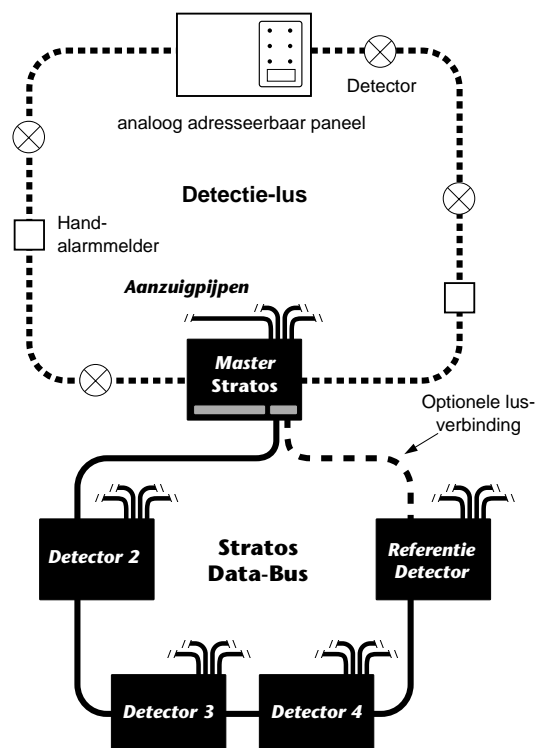 Detector
analoog adresseerbaar paneel
Detectie-lus
Hand-
alarmmelder
Aanzuigpijpen
Master
Stratos
Optionele lus-
verbinding
Detector 2
Stratos
Data-Bus
Referentie
Detector
Detector 3
Detector 4